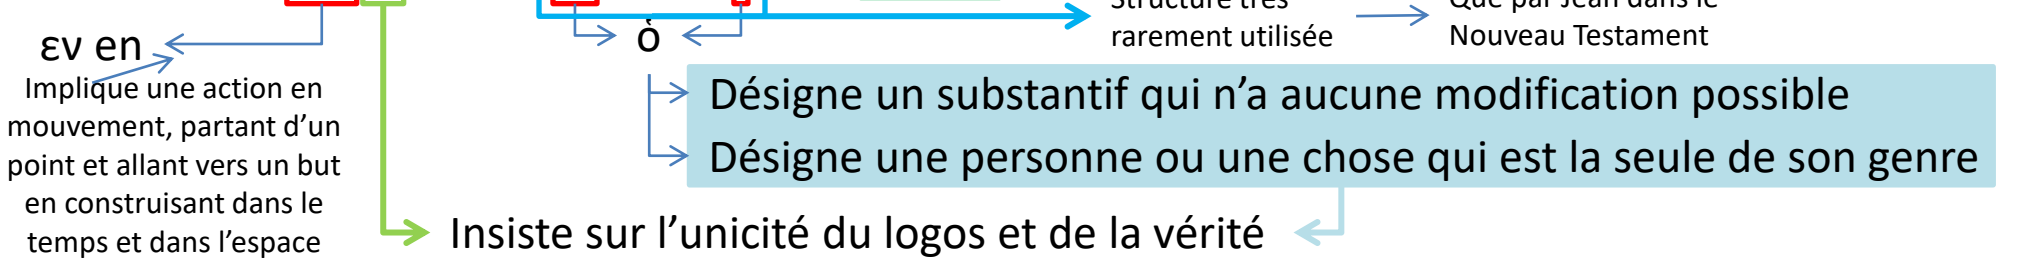 Structure très
rarement utilisée
Que par Jean dans le
Nouveau Testament
εν en
Implique une action en
mouvement, partant d’un
point et allant vers un but
en construisant dans le
temps et dans l’espace
ὁ
Désigne un substantif qui n’a aucune modification possible
Désigne une personne ou une chose qui est la seule de son genre
Insiste sur l’unicité du logos et de la vérité